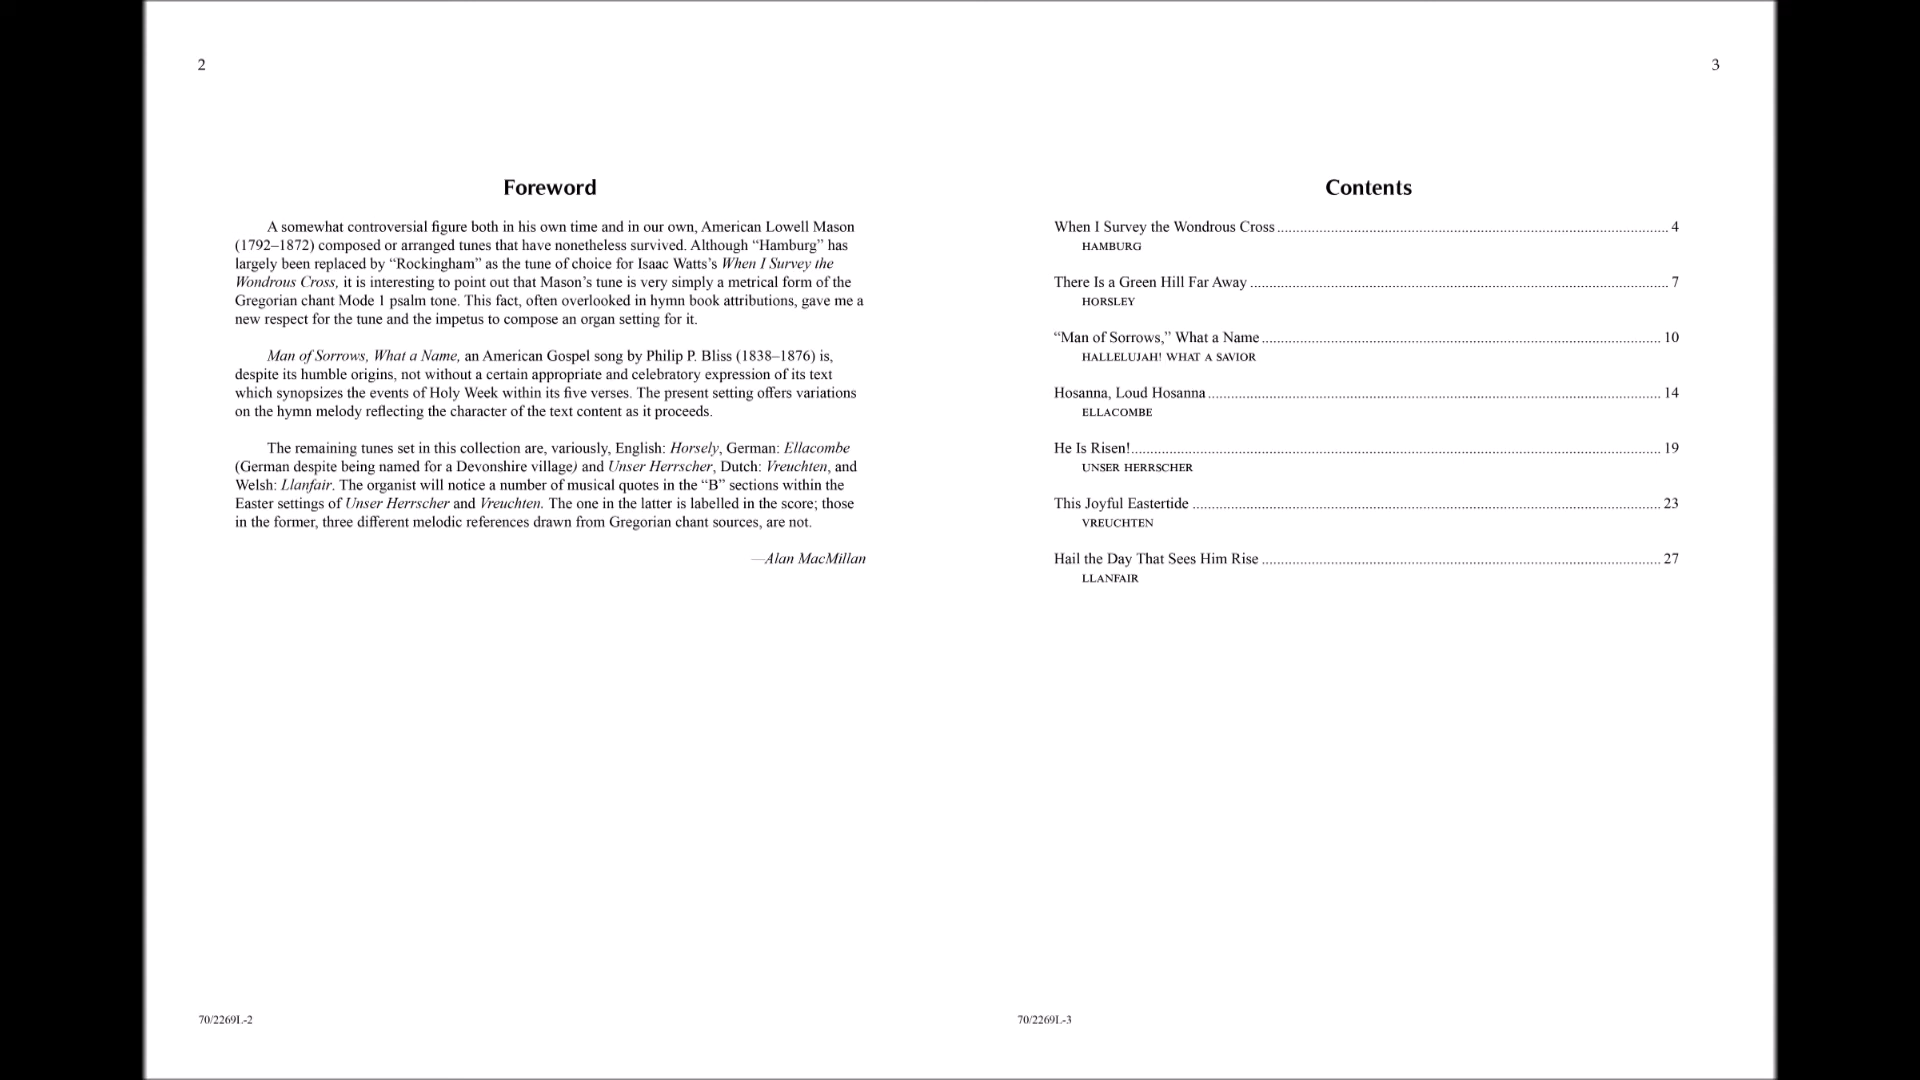 2
Foreword
A somewhat controversial figure both in his own time and in our own, American Lowell Mason
(1792–1872) composed or arranged tunes that have nonetheless survived. Although “Hamburg” has
largely been replaced by “Rockingham” as the tune of choice for Isaac Watts’s When I Survey the
Wondrous Cross, it is interesting to point out that Mason’s tune is very simply a metrical form of the
Gregorian chant Mode 1 psalm tone. This fact, often overlooked in hymn book attributions, gave me a
new respect for the tune and the impetus to compose an organ setting for it.
Man of Sorrows, What a Name, an American Gospel song by Philip P. Bliss (1838–1876) is,
despite its humble origins, not without a certain appropriate and celebratory expression of its text
which synopsizes the events of Holy Week within its five verses. The present setting offers variations
on the hymn melody reflecting the character of the text content as it proceeds.
The remaining tunes set in this collection are, variously, English: Horsely, German: Ellacombe
(German despite being named for a Devonshire village) and Unser Herrscher, Dutch: Vreuchten, and
Welsh: Llanfair. The organist will notice a number of musical quotes in the “B” sections within the
Easter settings of Unser Herrscher and Vreuchten. The one in the latter is labelled in the score; those
in the former, three different melodic references drawn from Gregorian chant sources, are not.
—Alan MacMillan
70/2269L-2
3
Contents
When I Survey the Wondrous Cross ........ 4
HAMBURG
There Is a Green Hill Far Away ........ 7
HORSLEY
“Man of Sorrows,” What a Name ........ 10
HALLELUJAH! WHAT A SAVIOR
Hosanna, Loud Hosanna ........ 14
ELLACOMBE
He Is Risen! ........ 19
UNSER HERRSCHER
This Joyful Eastertide ........ 23
VREUCHTEN
Hail the Day That Sees Him Rise ........ 27
LLANFAIR
70/2269L-3